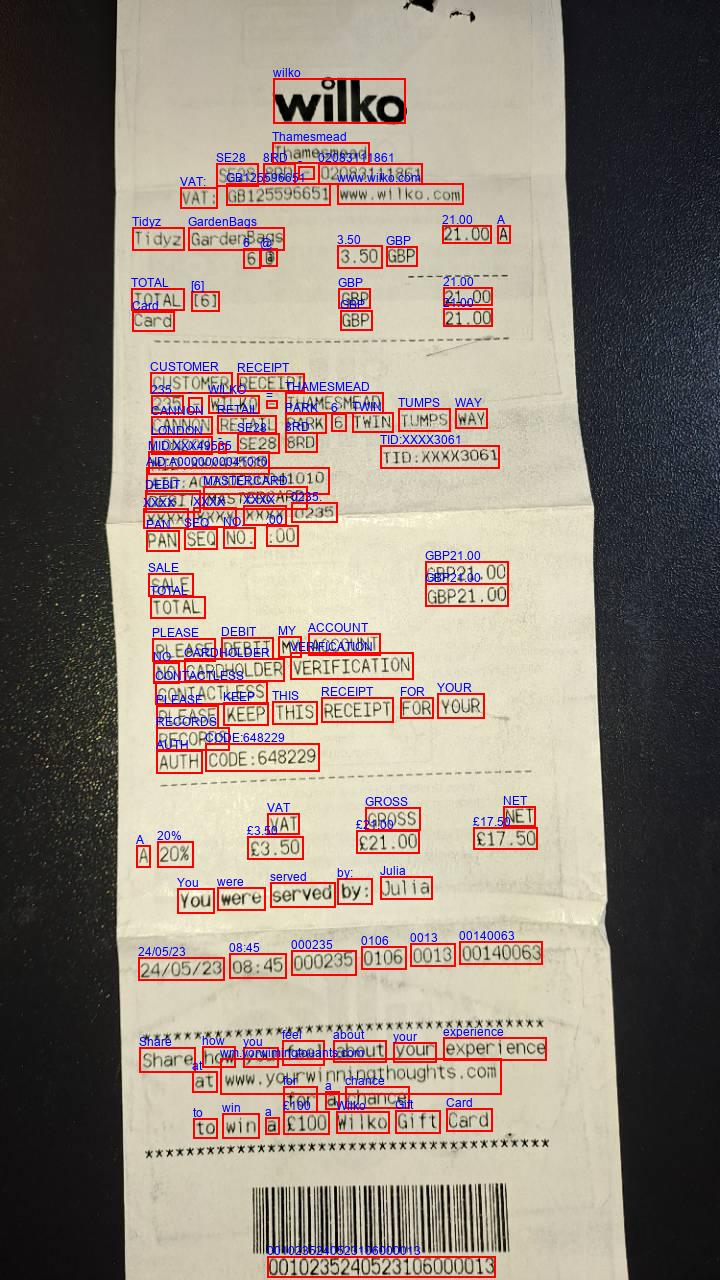 wilko
Thamesmead
SE28 8RD - 02083111861
VAT: GB125596651 www.wilko.com
Tidyz GardenBags 21.00 A
6 @ 3.50 GBP
TOTAL [6] GBP 21.00
Card GBP 21.00
CUSTOMER RECEIPT
235 - WILKO - THAMESMEAD
CANNON RETAIL PARK 6 TWIN TUMPS WAY
LONDON - SE28 8RD
TID:XXXX3061
DEBIT MASTERCARD
XXXX XXXX XXXX 0235
PAN SEQ NO. :00
SALE GBP21.00
TOTAL GBP21.00
PLEASE DEBIT MY ACCOUNT
NO CARDHOLDER VERIFICATION
CONTACTLESS
PLEASE KEEP THIS RECEIPT FOR YOUR
RECORDS
AUTH CODE:648229
VAT GROSS NET
A 20% £3.50 £21.00 £17.50
You were served by: Julia
24/05/23 08:45 000235 0106 0013 00140063
****************************************
Share how you feel about your experience
at www.yourwinningthoughts.com
for a chance
to win a £100 Wilko Gift Card
****************************************
0010235240523106000013